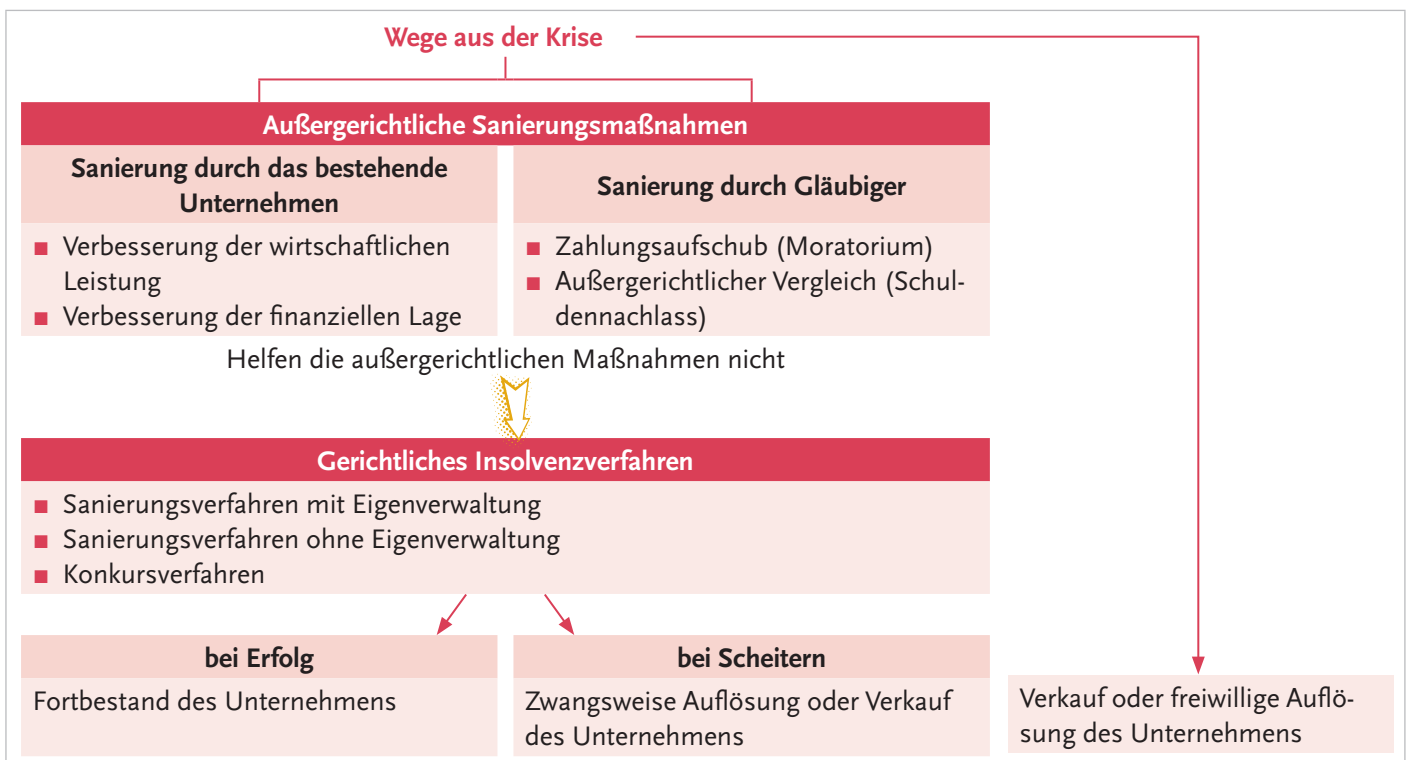 Wege aus der Krise
Außergerichtliche Sanierungsmaßnahmen
Sanierung durch das bestehende
Unternehmen
■ Verbesserung der wirtschaftlichen
Leistung
■ Verbesserung der finanziellen Lage
Sanierung durch Gläubiger
■ Zahlungsaufschub (Moratorium)
■ Außergerichtlicher Vergleich (Schul-
dennachlass)
Helfen die außergerichtlichen Maßnahmen nicht
Gerichtliches Insolvenzverfahren
■ Sanierungsverfahren mit Eigenverwaltung
■ Sanierungsverfahren ohne Eigenverwaltung
■ Konkursverfahren
bei Erfolg
Fortbestand des Unternehmens
bei Scheitern
Zwangsweise Auflösung oder Verkauf
des Unternehmens
Verkauf oder freiwillige Auflö-
sung des Unternehmens